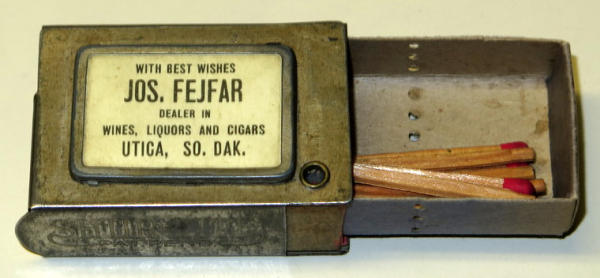 WITH BEST WISHES
JOS. FEJFAR
DEALER IN
WINES, LIQUORS AND CIGARS
UTICA, SO. DAK.